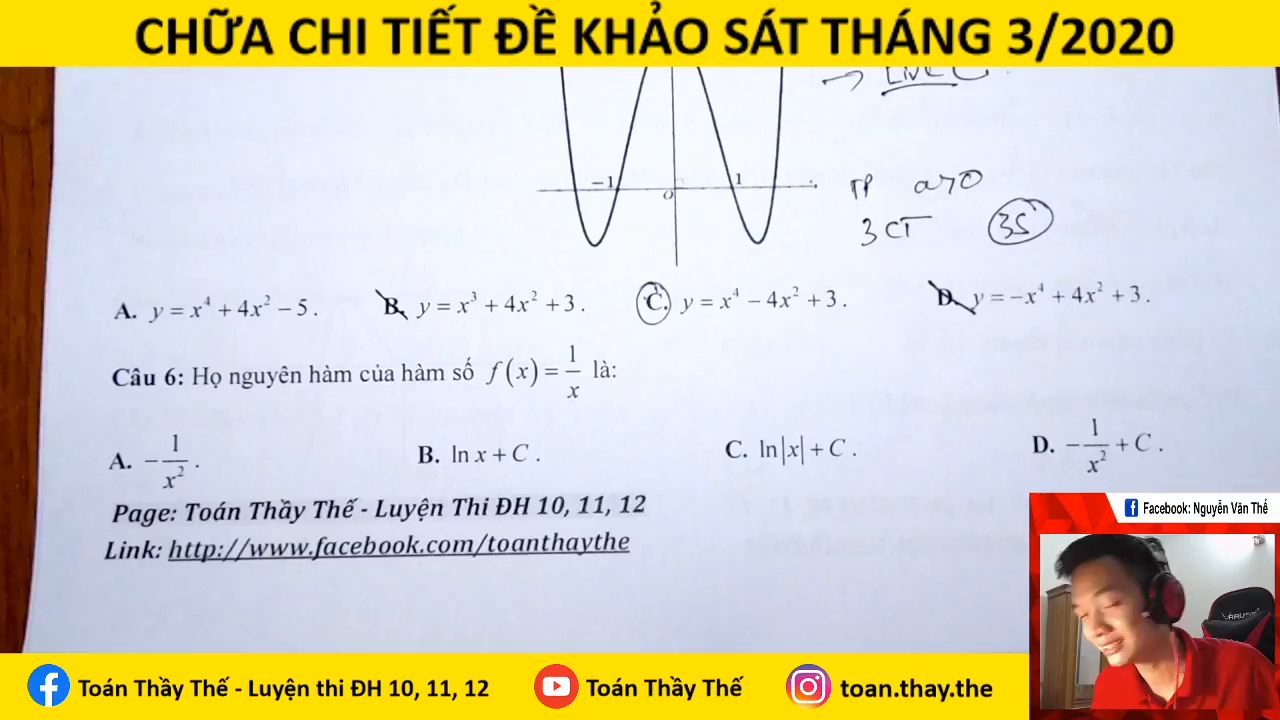 CHỮA CHI TIẾT ĐỀ KHẢO SÁT THÁNG 3/2020
-1 O 1
a>0
3 CT
A. y = x⁴ + 4x² − 5. B. y = x³ + 4x² + 3. C. y = x⁴ − 4x² + 3. D. y = −x⁴ + 4x² + 3.
Câu 6: Họ nguyên hàm của hàm số f(x) = 1/x là:
A. −1/x². B. ln x + C. C. ln|x| + C. D. −1/x² + C.
Page: Toán Thầy Thế - Luyện Thi ĐH 10, 11, 12
Link: http://www.facebook.com/toanthaythe
Facebook: Nguyễn Văn Thế
Toán Thầy Thế - Luyện thi ĐH 10, 11, 12 Toán Thầy Thế toan.thay.the